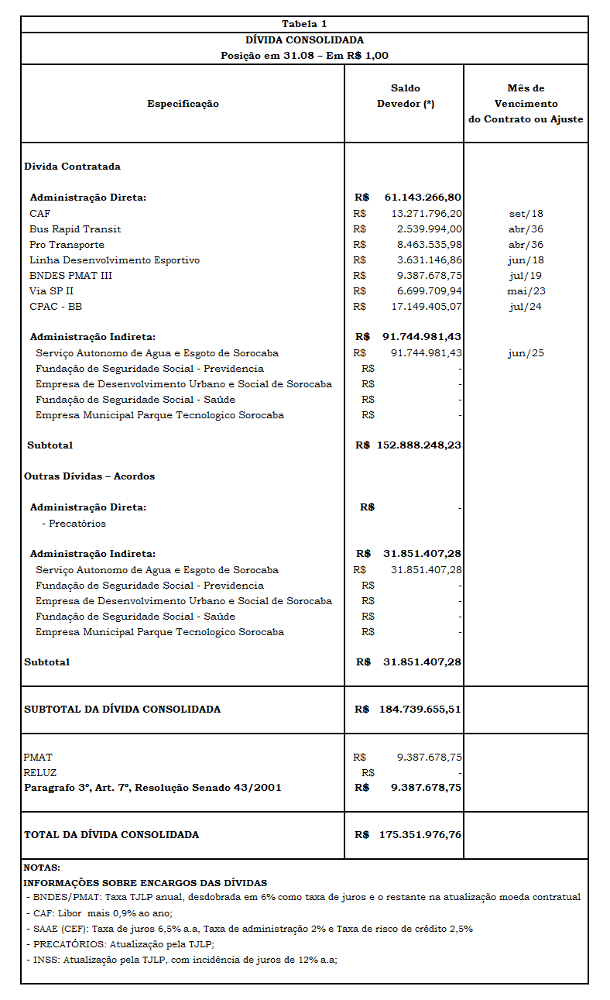 Tabela 1
DÍVIDA CONSOLIDADA
Posição em 31.08 – Em R$ 1,00
Especificação
Saldo
Devedor (*)
Mês de
Vencimento
do Contrato ou Ajuste
Dívida Contratada
Administração Direta: R$ 61.143.266,80
CAF R$ 13.271.796,20 set/18
Bus Rapid Transit R$ 2.539.994,00 abr/36
Pro Transporte R$ 8.463.535,98 abr/36
Linha Desenvolvimento Esportivo R$ 3.631.146,86 jun/18
BNDES PMAT III R$ 9.387.678,75 jul/19
Via SP II R$ 6.699.709,94 mai/23
CPAC - BB R$ 17.149.405,07 jul/24
Administração Indireta: R$ 91.744.981,43
Serviço Autonomo de Agua e Esgoto de Sorocaba R$ 91.744.981,43 jun/25
Fundação de Seguridade Social - Previdencia R$ -
Empresa de Desenvolvimento Urbano e Social de Sorocaba R$ -
Fundação de Seguridade Social - Saúde R$ -
Empresa Municipal Parque Tecnologico Sorocaba R$ -
Subtotal R$ 152.888.248,23
Outras Dívidas – Acordos
Administração Direta: R$ -
- Precatórios
Administração Indireta: R$ 31.851.407,28
Serviço Autonomo de Agua e Esgoto de Sorocaba R$ 31.851.407,28
Fundação de Seguridade Social - Previdencia R$ -
Empresa de Desenvolvimento Urbano e Social de Sorocaba R$ -
Fundação de Seguridade Social - Saúde R$ -
Empresa Municipal Parque Tecnologico Sorocaba R$ -
Subtotal R$ 31.851.407,28
SUBTOTAL DA DÍVIDA CONSOLIDADA R$ 184.739.655,51
PMAT R$ 9.387.678,75
RELUZ R$ -
Paragrafo 3º, Art. 7º, Resolução Senado 43/2001 R$ 9.387.678,75
TOTAL DA DÍVIDA CONSOLIDADA R$ 175.351.976,76
NOTAS:
INFORMAÇÕES SOBRE ENCARGOS DAS DÍVIDAS
- BNDES/PMAT: Taxa TJLP anual, desdobrada em 6% como taxa de juros e o restante na atualização moeda contratual
- CAF: Libor mais 0,9% ao ano;
- SAAE (CEF): Taxa de juros 6,5% a.a, Taxa de administração 2% e Taxa de risco de crédito 2,5%
- PRECATÓRIOS: Atualização pela TJLP;
- INSS: Atualização pela TJLP, com incidência de juros de 12% a.a;